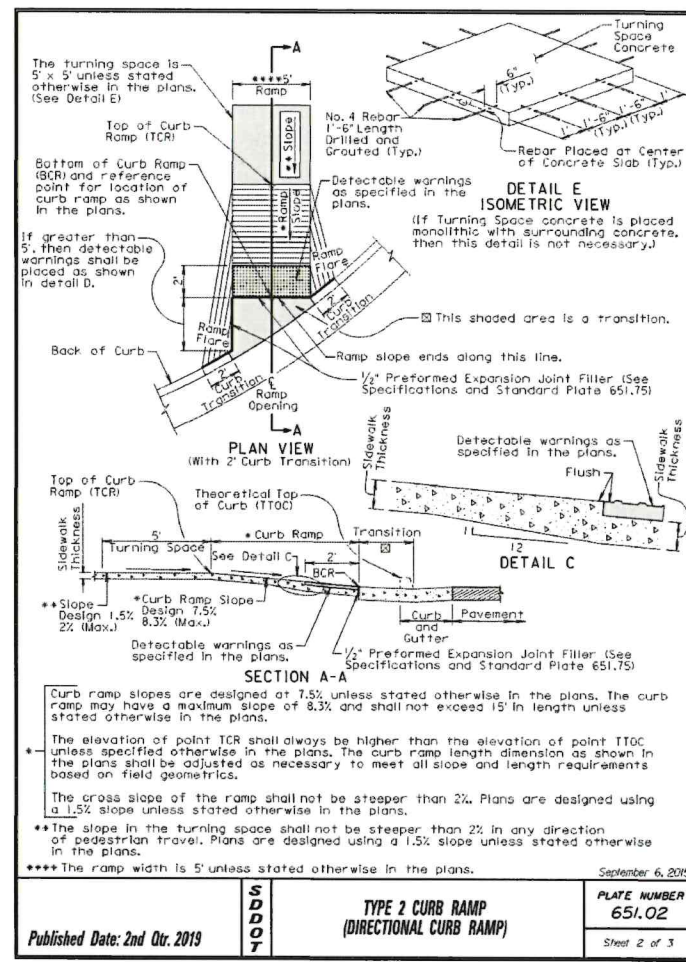 The turning space is
5' x 5' unless stated
otherwise in the plans.
(See Detail E)
A
****5'
Ramp
**Slope
Top of Curb
Ramp (TCR)
Bottom of Curb Ramp
(BCR) and reference
point for location of
curb ramp as shown
in the plans.
*Ramp
Slope
Detectable warnings
as specified in the
plans.
If greater than
5', then detectable
warnings shall be
placed as shown
in detail D.
2'
Ramp
Flare
Ramp
Flare
2'
Curb
Transition
☒ This shaded area is a transition.
Ramp slope ends along this line.
Back of Curb
2'
Curb
Transition
℄
Ramp
Opening
1/2" Preformed Expansion Joint Filler (See
Specifications and Standard Plate 651.75)
A
PLAN VIEW
(With 2' Curb Transition)
Turning
Space
Concrete
6"
(Typ.)
No. 4 Rebar
1'-6" Length
Drilled and
Grouted (Typ.)
1'
1'-6"
(Typ.)
1'-6"
(Typ.)
1'
Rebar Placed at Center
of Concrete Slab (Typ.)
DETAIL E
ISOMETRIC VIEW
(If Turning Space concrete is placed
monolithic with surrounding concrete,
then this detail is not necessary.)
Sidewalk
Thickness
Detectable warnings as
specified in the plans.
Flush
Sidewalk
Thickness
1
12
DETAIL C
Top of Curb
Ramp (TCR)
Theoretical Top
of Curb (TTOC)
Sidewalk
Thickness
5'
Turning Space
*Curb Ramp
See Detail C
2'
BCR
Transition
☒
**Slope
Design 1.5%
2% (Max.)
*Curb Ramp Slope
Design 7.5%
8.3% (Max.)
Curb
and
Gutter
Pavement
Detectable warnings as
specified in the plans.
1/2" Preformed Expansion Joint Filler (See
Specifications and Standard Plate 651.75)
SECTION A-A
*
Curb ramp slopes are designed at 7.5% unless stated otherwise in the plans. The curb
ramp may have a maximum slope of 8.3% and shall not exceed 15' in length unless
stated otherwise in the plans.
The elevation of point TCR shall always be higher than the elevation of point TTOC
unless specified otherwise in the plans. The curb ramp length dimension as shown in
the plans shall be adjusted as necessary to meet all slope and length requirements
based on field geometrics.
The cross slope of the ramp shall not be steeper than 2%. Plans are designed using
a 1.5% slope unless stated otherwise in the plans.
**The slope in the turning space shall not be steeper than 2% in any direction
of pedestrian travel. Plans are designed using a 1.5% slope unless stated otherwise
in the plans.
****The ramp width is 5' unless stated otherwise in the plans.
September 6, 2019
Published Date: 2nd Qtr. 2019
SDDOT
TYPE 2 CURB RAMP
(DIRECTIONAL CURB RAMP)
PLATE NUMBER
651.02
Sheet 2 of 3